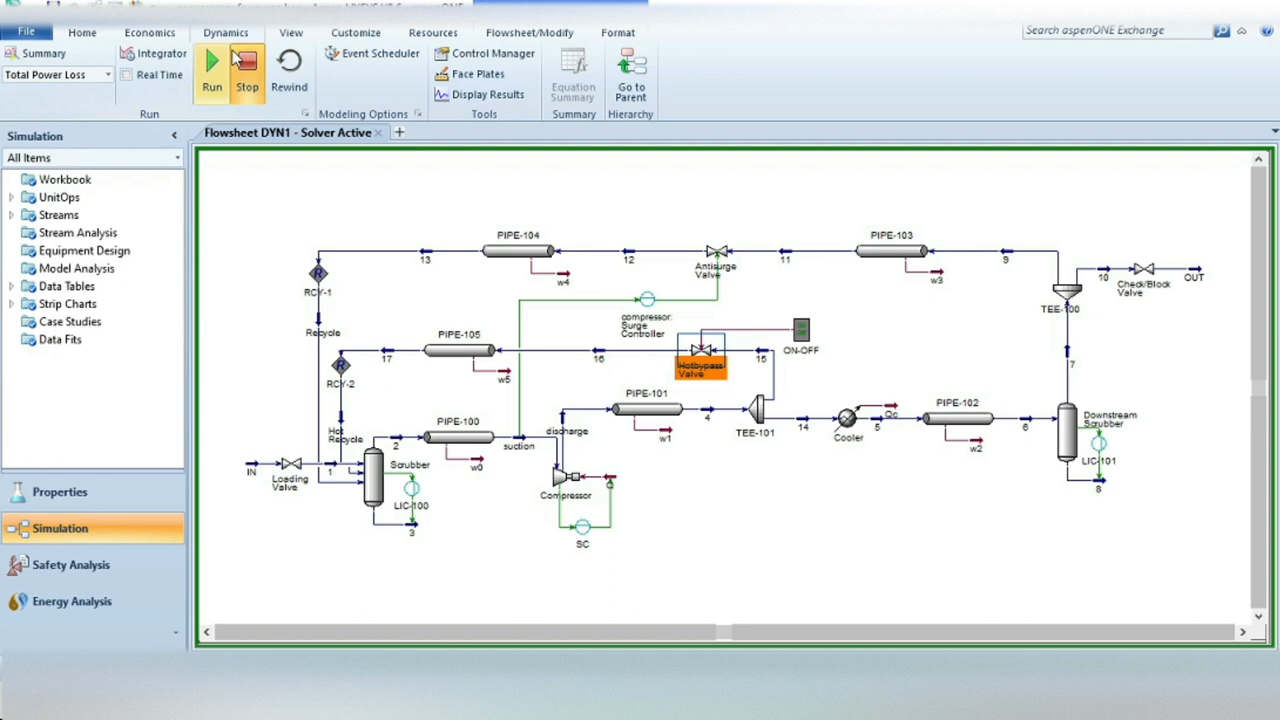 File Home Economics Dynamics View Customize Resources Flowsheet/Modify Format Search aspenONE Exchange
Summary Integrator Event Scheduler Control Manager
Total Power Loss Real Time Face Plates
Run Stop Rewind Display Results Equation Summary Go to Parent
Run Modeling Options Tools Summary Hierarchy
Simulation Flowsheet DYN1 - Solver Active
All Items
Workbook
UnitOps
Streams
Stream Analysis
Equipment Design
Model Analysis
Data Tables
Strip Charts
Case Studies
Data Fits
Properties
Simulation
Safety Analysis
Energy Analysis
PIPE-104 PIPE-103
13 12 11 9
w4 w3
Antisurge
Valve
RCY-1
10 OUT
Check/Block
Valve
TEE-100
Recycle
compressor:
Surge
Controller
PIPE-105
17 16 15
ON-OFF
Hotbypass
Valve
w5
RCY-2
7
PIPE-101
4
w1
TEE-101
14
Cooler
Qc
5
PIPE-102
6
w2
Downstream
Scrubber
LIC-101
8
Hot
Recycle
PIPE-100
2
w0
suction
discharge
IN
Loading
Valve
1
Scrubber
LIC-100
3
Compressor
Q
SC